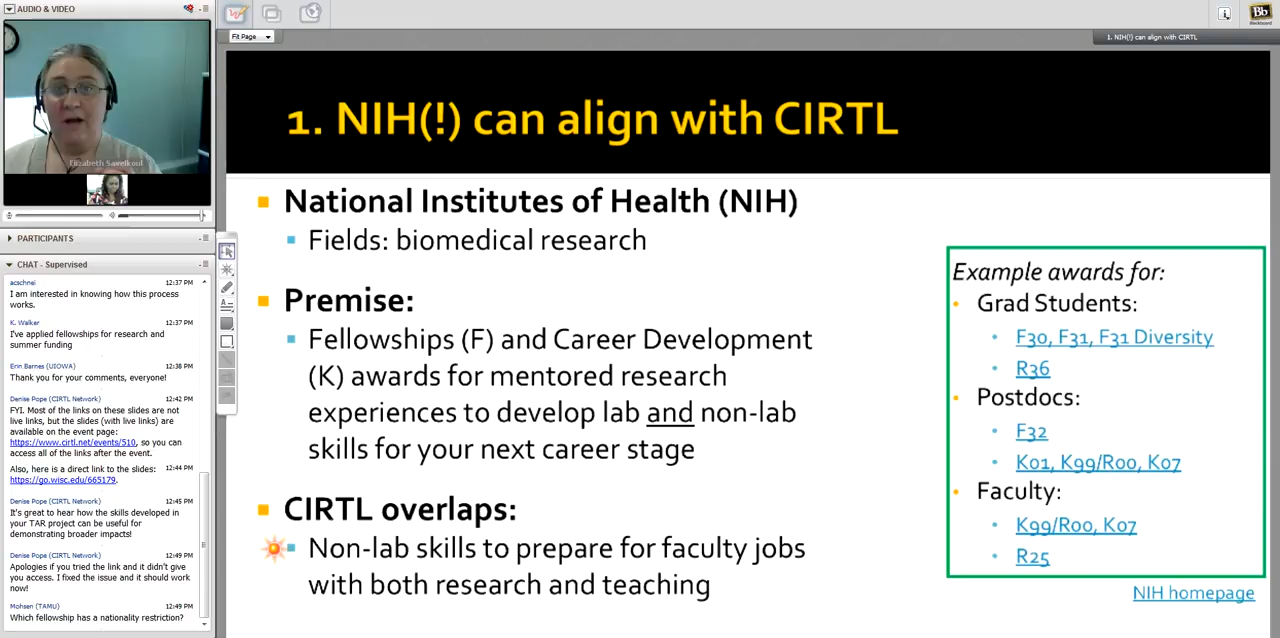 AUDIO & VIDEO
Elizabeth Savelkoul
PARTICIPANTS
CHAT - Supervised
acschnei 12:37 PM
I am interested in knowing how this process
works.
K. Walker 12:37 PM
I've applied fellowships for research and
summer funding
Erin Barnes (UIOWA) 12:38 PM
Thank you for your comments, everyone!
Denise Pope (CIRTL Network) 12:42 PM
FYI. Most of the links on these slides are not
live links, but the slides (with live links) are
available on the event page:
https://www.cirtl.net/events/510, so you can
access all of the links after the event.
Also, here is a direct link to the slides: 12:44 PM
https://go.wisc.edu/665179.
Denise Pope (CIRTL Network) 12:45 PM
It's great to hear how the skills developed in
your TAR project can be useful for
demonstrating broader impacts!
Denise Pope (CIRTL Network) 12:49 PM
Apologies if you tried the link and it didn't give
you access. I fixed the issue and it should work
now!
Mohsen (TAMU) 12:49 PM
Which fellowship has a nationality restriction?
Fit Page
1. NIH(!) can align with CIRTL
Bb
Blackboard
1. NIH(!) can align with CIRTL
National Institutes of Health (NIH)
Fields: biomedical research
Premise:
Fellowships (F) and Career Development
(K) awards for mentored research
experiences to develop lab and non-lab
skills for your next career stage
CIRTL overlaps:
Non-lab skills to prepare for faculty jobs
with both research and teaching
Example awards for:
Grad Students:
F30, F31, F31 Diversity
R36
Postdocs:
F32
K01, K99/R00, K07
Faculty:
K99/R00, K07
R25
NIH homepage